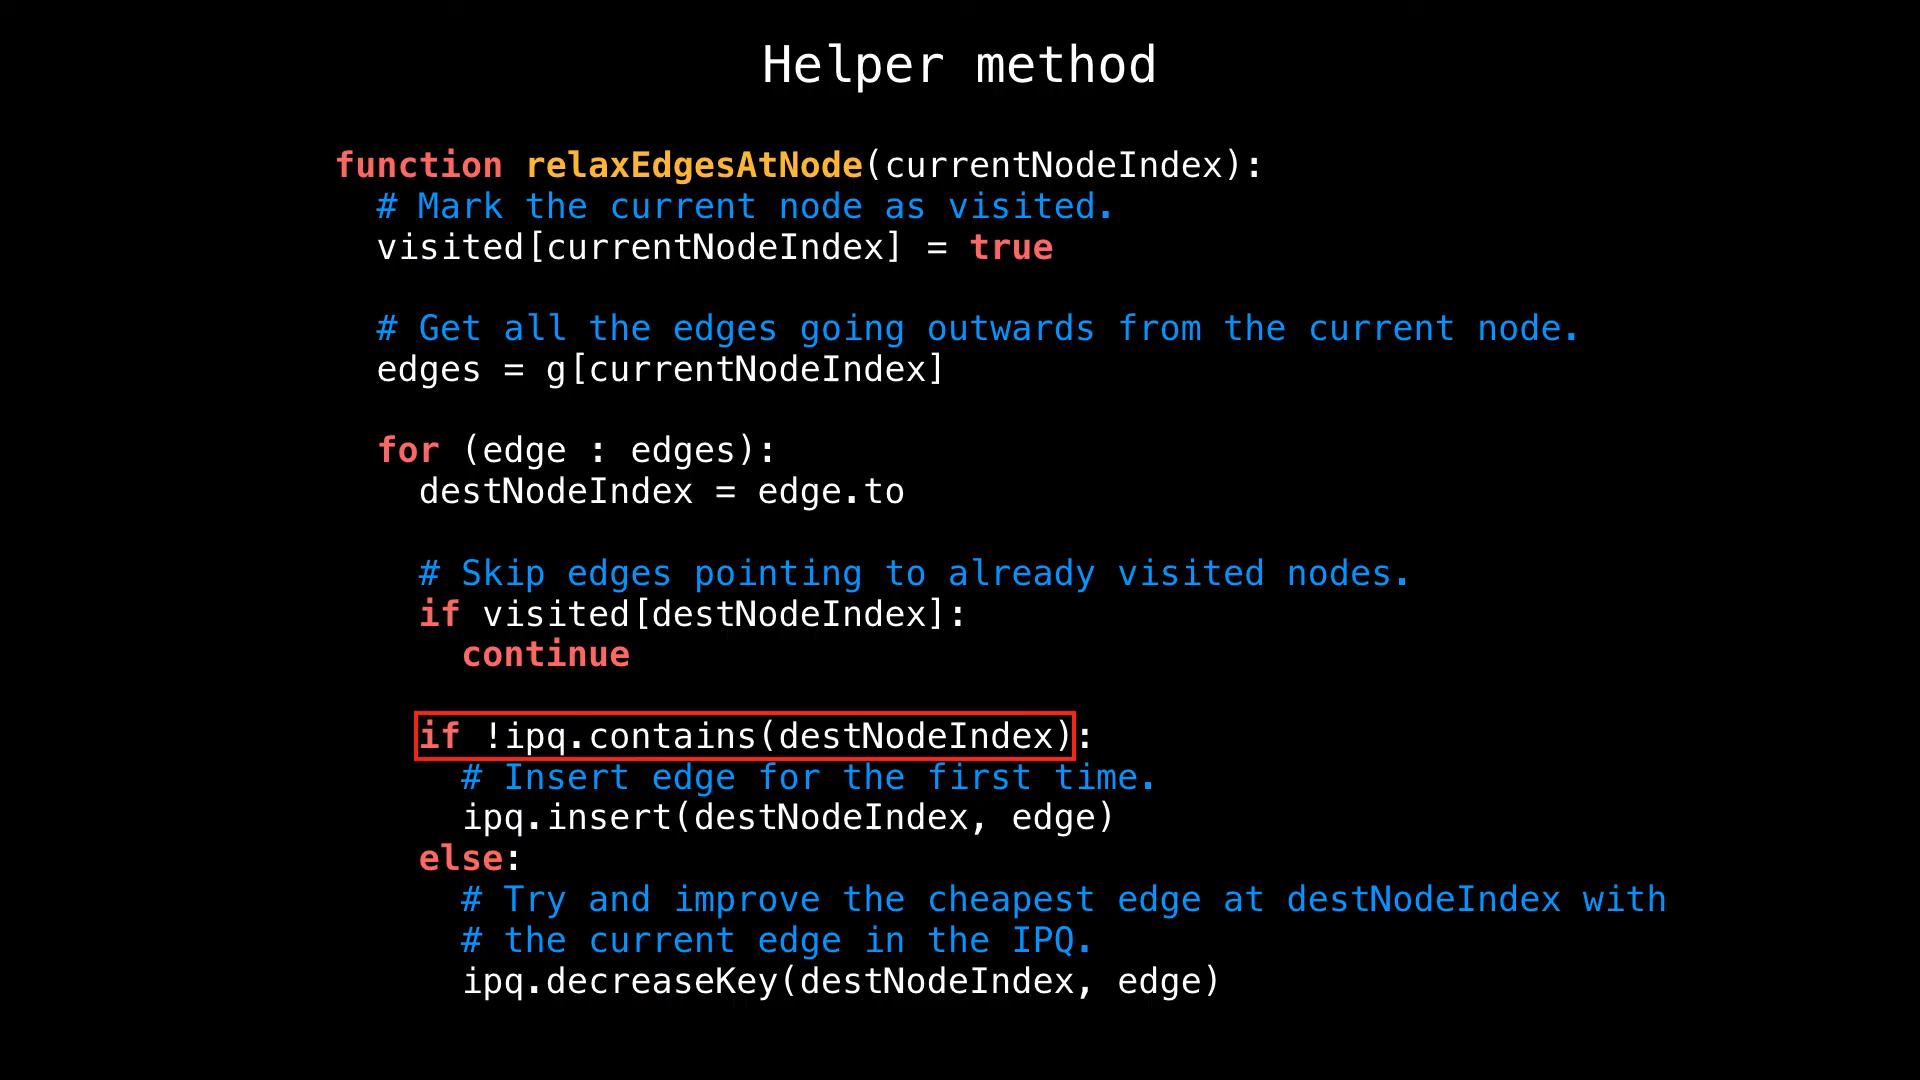 Helper method
function relaxEdgesAtNode(currentNodeIndex):
# Mark the current node as visited.
visited[currentNodeIndex] = true
# Get all the edges going outwards from the current node.
edges = g[currentNodeIndex]
for (edge : edges):
destNodeIndex = edge.to
# Skip edges pointing to already visited nodes.
if visited[destNodeIndex]:
continue
if !ipq.contains(destNodeIndex):
# Insert edge for the first time.
ipq.insert(destNodeIndex, edge)
else:
# Try and improve the cheapest edge at destNodeIndex with
# the current edge in the IPQ.
ipq.decreaseKey(destNodeIndex, edge)